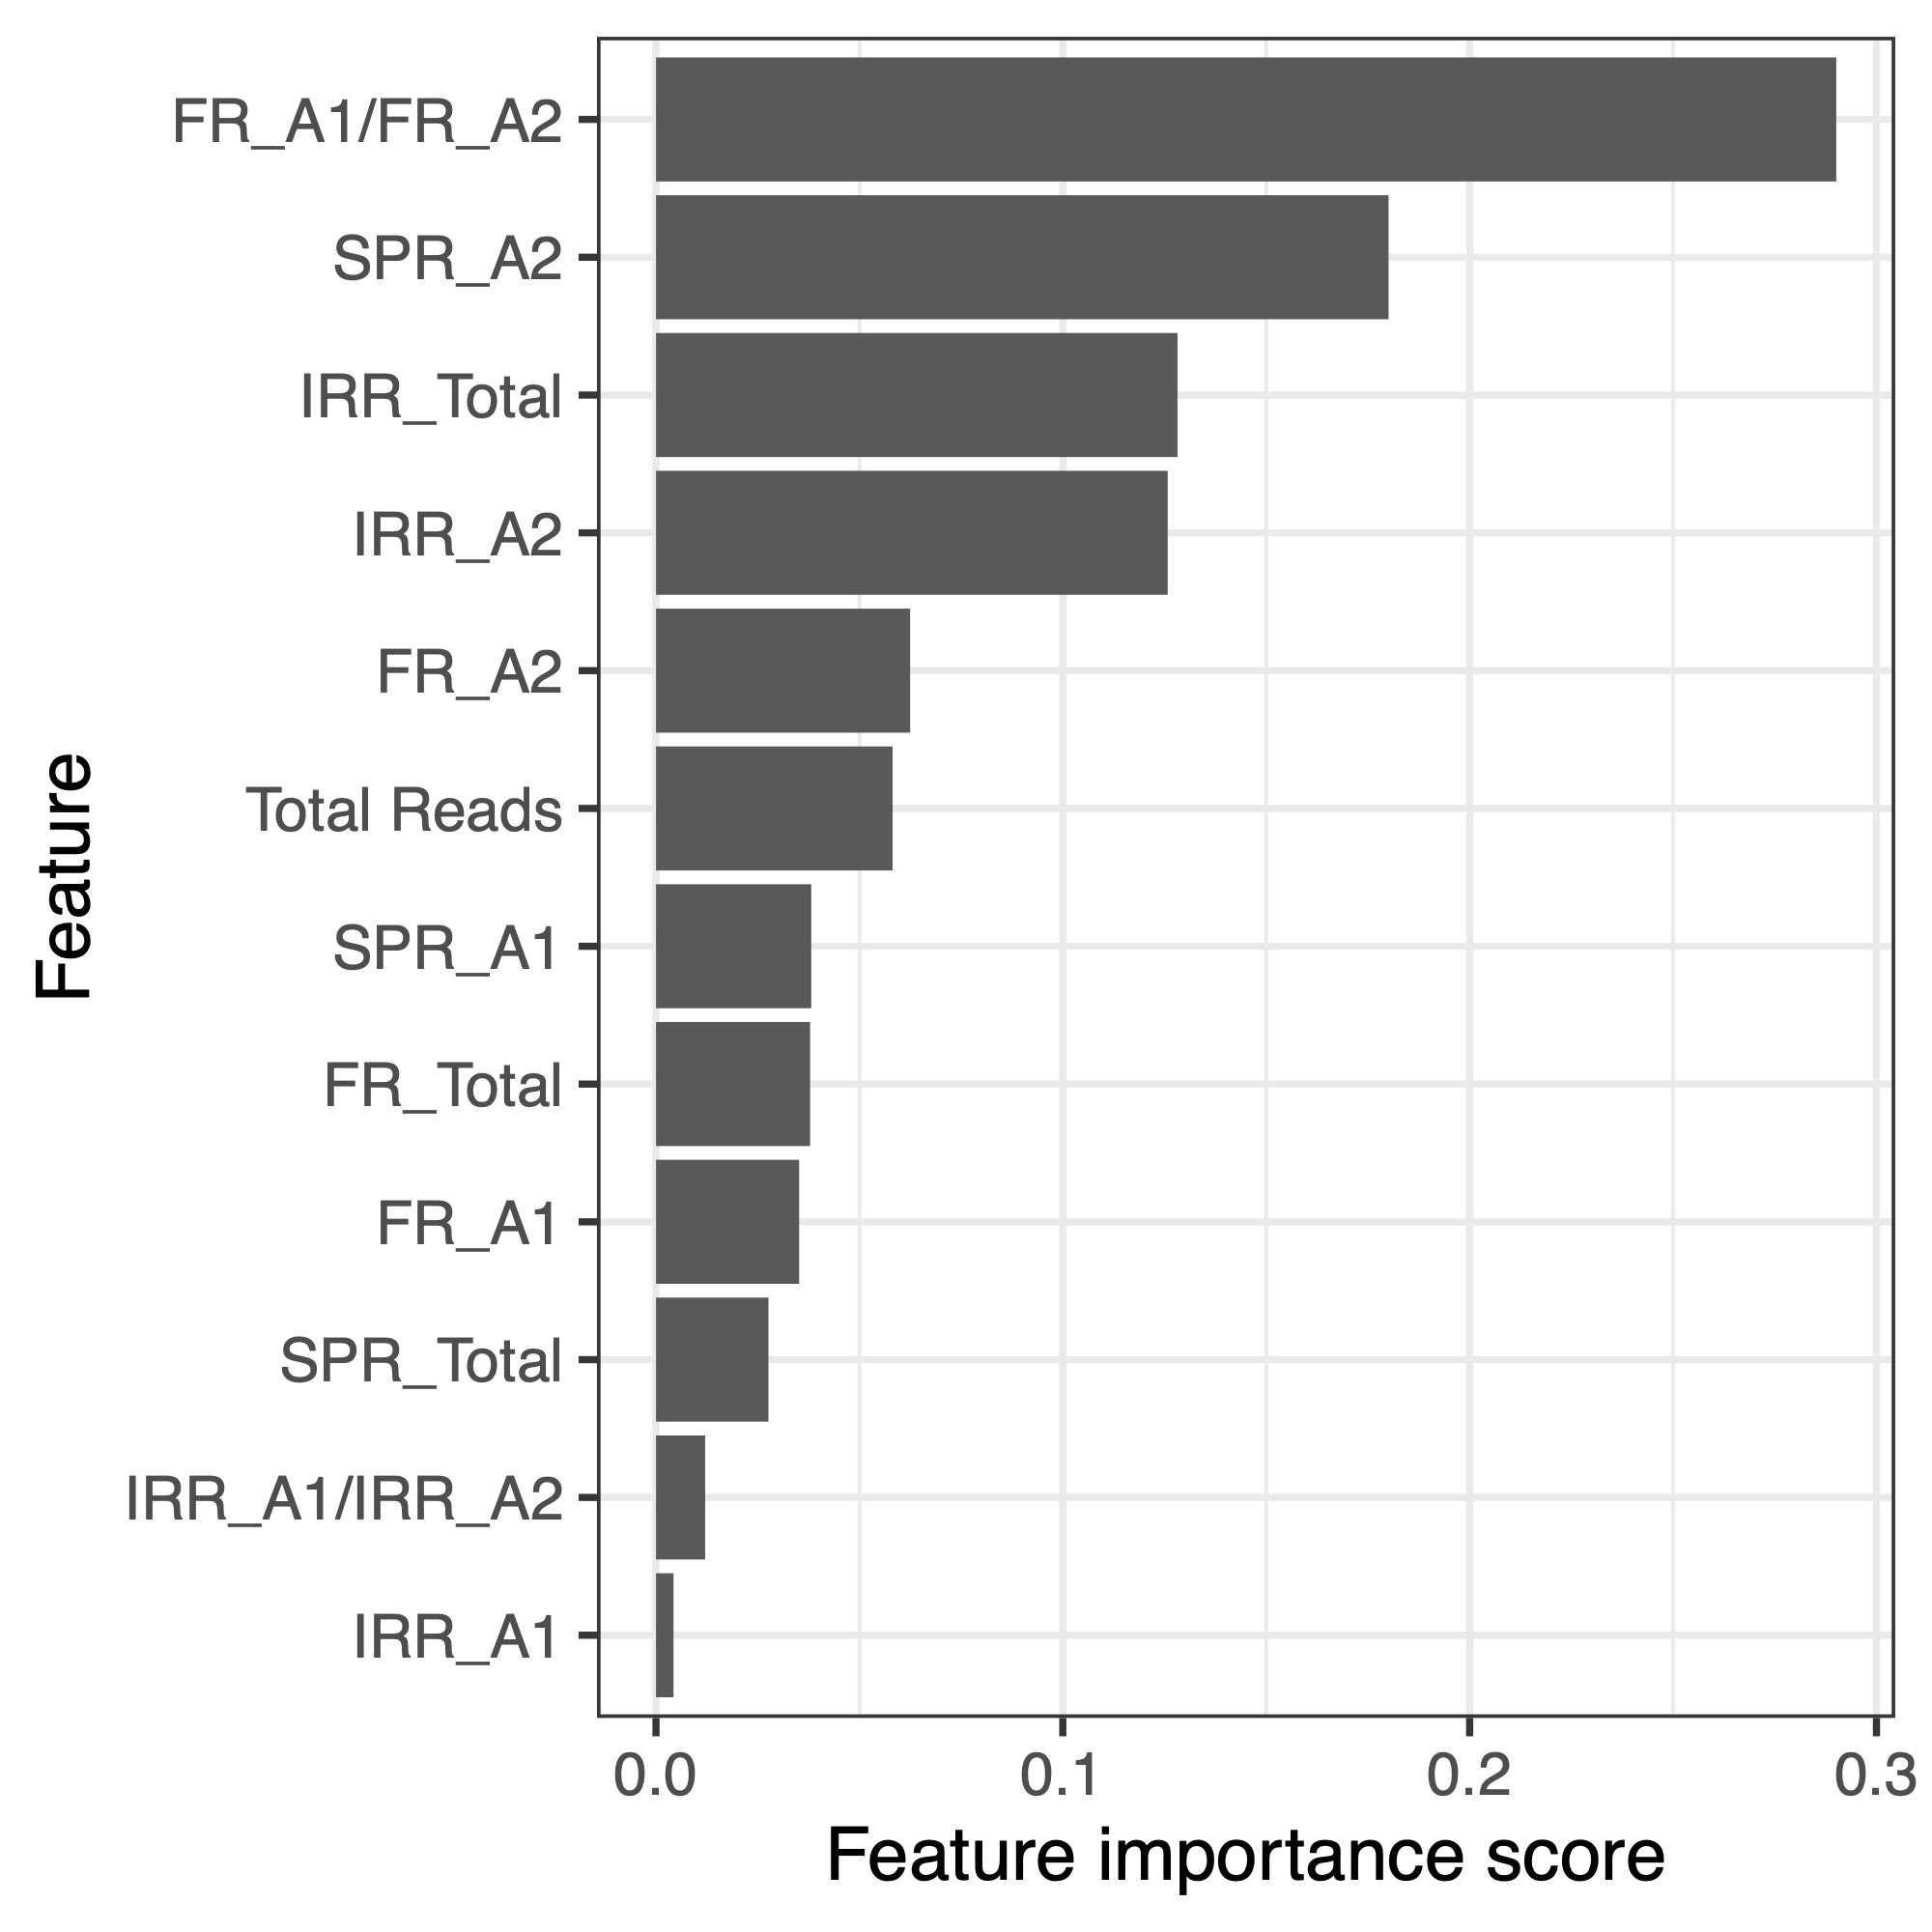 Feature
FR_A1/FR_A2
SPR_A2
IRR_Total
IRR_A2
FR_A2
Total Reads
SPR_A1
FR_Total
FR_A1
SPR_Total
IRR_A1/IRR_A2
IRR_A1
0.0 0.1 0.2 0.3
Feature importance score